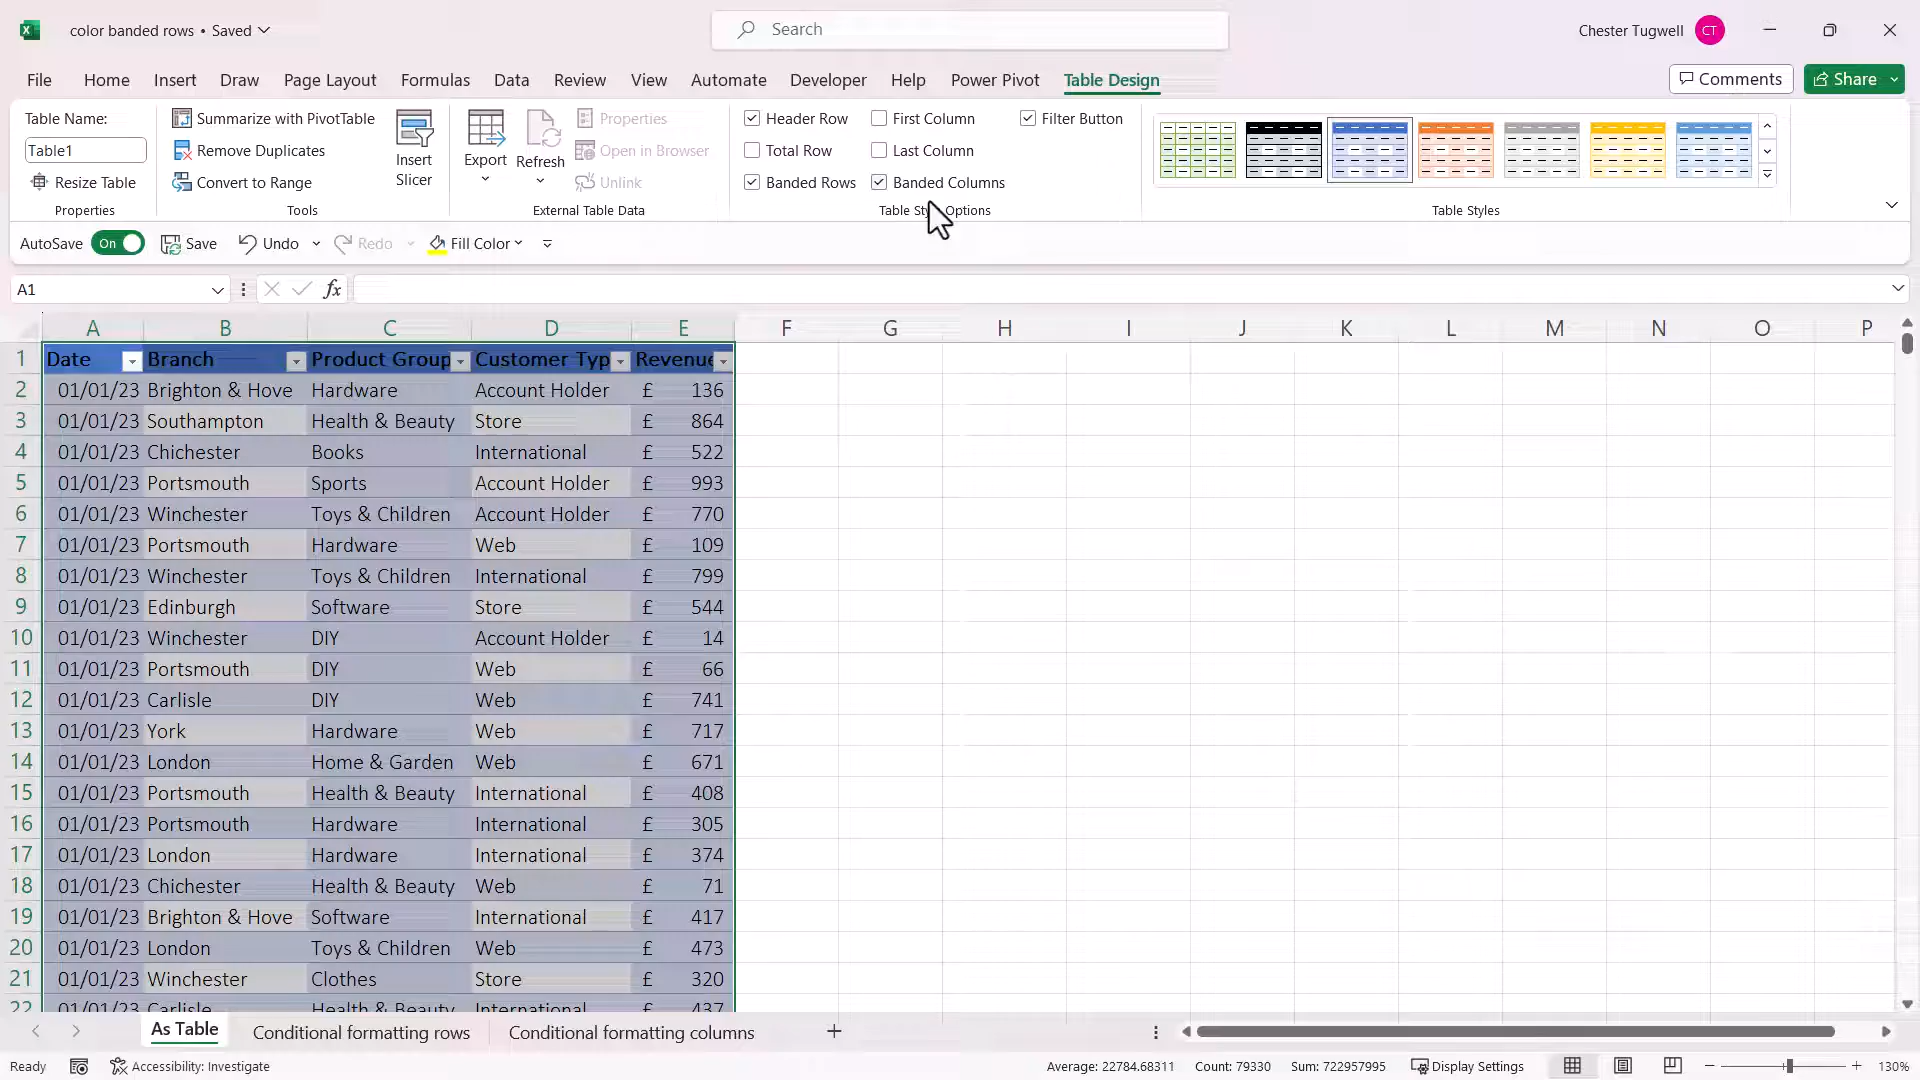 color banded rows • Saved
Search
Chester Tugwell CT
File Home Insert Draw Page Layout Formulas Data Review View Automate Developer Help Power Pivot Table Design Comments Share
Table Name:
Table1
Resize Table
Properties
Summarize with PivotTable
Remove Duplicates
Convert to Range
Tools
Insert Slicer
Export
Refresh
Properties
Open in Browser
Unlink
External Table Data
Header Row First Column Filter Button
Total Row Last Column
Banded Rows Banded Columns
Table Style Options
Table Styles
AutoSave On Save Undo Redo Fill Color
A1 fx
A B C D E F G H I J K L M N O P
1 Date Branch Product Group Customer Typ Revenue
2 01/01/23 Brighton & Hove Hardware Account Holder £ 136
3 01/01/23 Southampton Health & Beauty Store £ 864
4 01/01/23 Chichester Books International £ 522
5 01/01/23 Portsmouth Sports Account Holder £ 993
6 01/01/23 Winchester Toys & Children Account Holder £ 770
7 01/01/23 Portsmouth Hardware Web £ 109
8 01/01/23 Winchester Toys & Children International £ 799
9 01/01/23 Edinburgh Software Store £ 544
10 01/01/23 Winchester DIY Account Holder £ 14
11 01/01/23 Portsmouth DIY Web £ 66
12 01/01/23 Carlisle DIY Web £ 741
13 01/01/23 York Hardware Web £ 717
14 01/01/23 London Home & Garden Web £ 671
15 01/01/23 Portsmouth Health & Beauty International £ 408
16 01/01/23 Portsmouth Hardware International £ 305
17 01/01/23 London Hardware International £ 374
18 01/01/23 Chichester Health & Beauty Web £ 71
19 01/01/23 Brighton & Hove Software International £ 417
20 01/01/23 London Toys & Children Web £ 473
21 01/01/23 Winchester Clothes Store £ 320
22 01/01/23 Carlisle Health & Beauty International £ 437
As Table Conditional formatting rows Conditional formatting columns
Ready Accessibility: Investigate Average: 22784.68311 Count: 79330 Sum: 722957995 Display Settings 130%